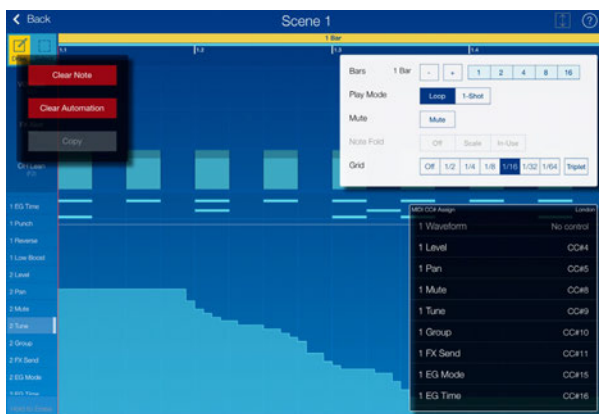 Back
Scene 1
?
1 Bar
1.1
1.2
1.3
1.4
Clear Note
Clear Automation
Copy
Bars 1 Bar - + 1 2 4 8 16
Play Mode Loop 1-Shot
Mute Mute
Note Fold Off Scale In-Use
Grid Off 1/2 1/4 1/8 1/16 1/32 1/64 Triplet
1 EG Time
1 Punch
1 Reverse
1 Low Boost
2 Level
2 Pan
2 Mute
2 Tune
2 Group
2 FX Send
2 EG Mode
2 EG Time
MIDI CC# Assign London
1 Waveform No control
1 Level CC#4
1 Pan CC#5
1 Mute CC#8
1 Tune CC#9
1 Group CC#10
1 FX Send CC#11
1 EG Mode CC#15
1 EG Time CC#16